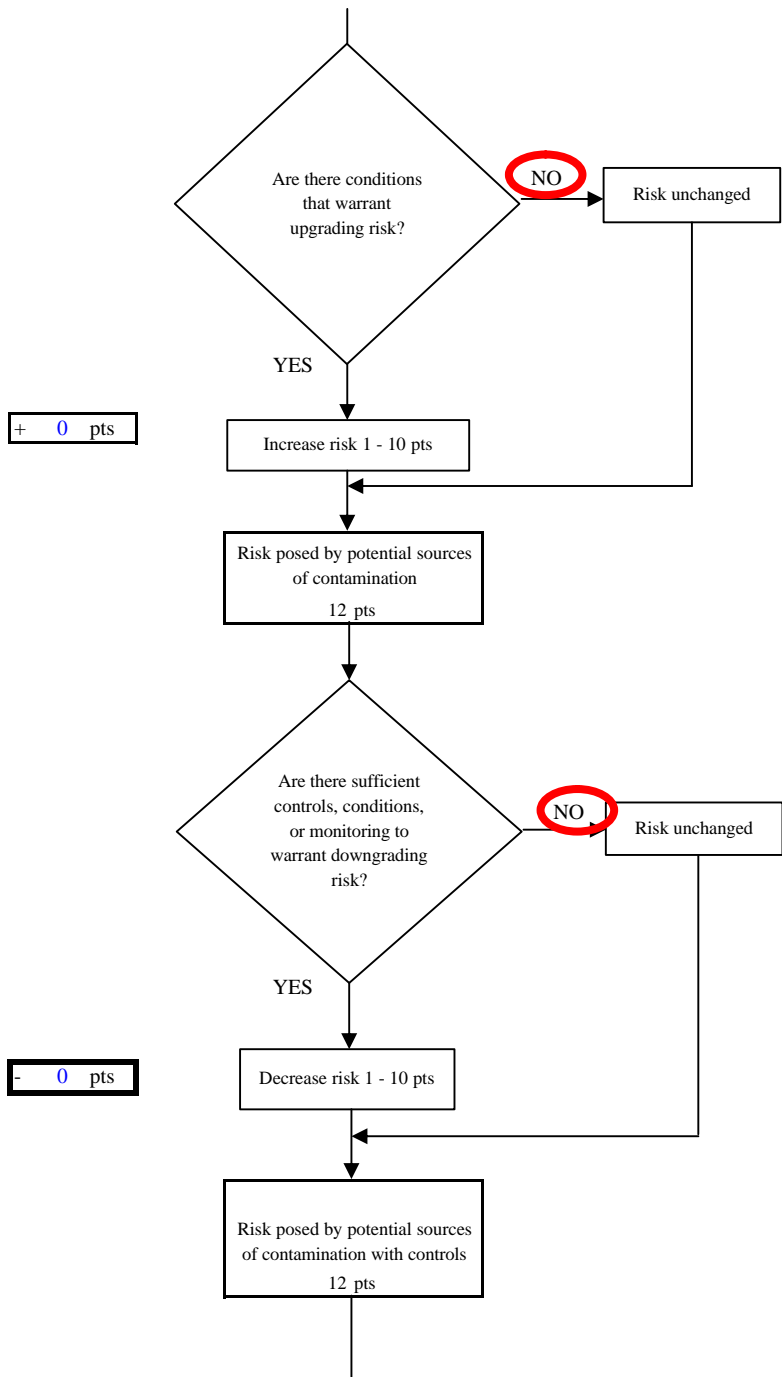 Are there conditions
that warrant
upgrading risk?
NO
Risk unchanged
YES
+ 0 pts
Increase risk 1 - 10 pts
Risk posed by potential sources
of contamination
12 pts
Are there sufficient
controls, conditions,
or monitoring to
warrant downgrading
risk?
NO
Risk unchanged
YES
- 0 pts
Decrease risk 1 - 10 pts
Risk posed by potential sources
of contamination with controls
12 pts